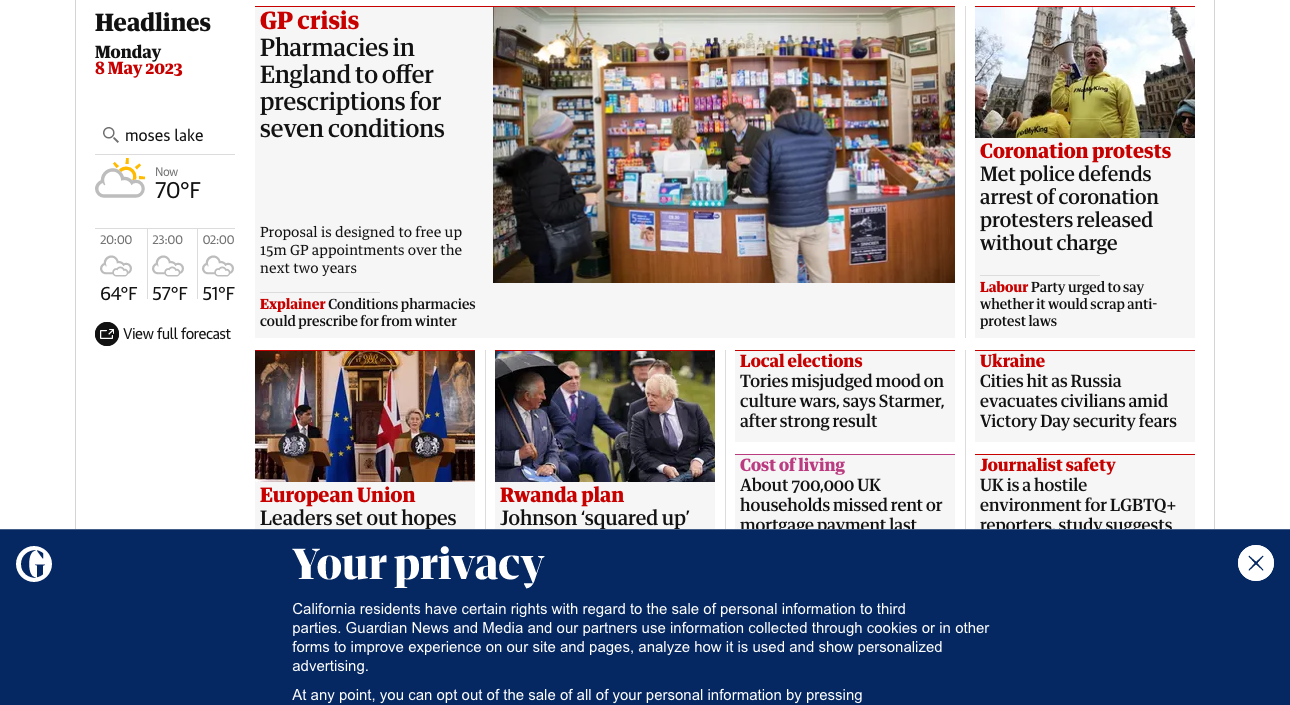 Headlines
Monday
8 May 2023
moses lake
Now
70°F
20:00
23:00
02:00
64°F
57°F
51°F
View full forecast
GP crisis
Pharmacies in
England to offer
prescriptions for
seven conditions
Proposal is designed to free up
15m GP appointments over the
next two years
Explainer Conditions pharmacies
could prescribe for from winter
Coronation protests
Met police defends
arrest of coronation
protesters released
without charge
Labour Party urged to say
whether it would scrap anti-
protest laws
European Union
Leaders set out hopes
Rwanda plan
Johnson ‘squared up’
Local elections
Tories misjudged mood on
culture wars, says Starmer,
after strong result
Cost of living
About 700,000 UK
households missed rent or
mortgage payment last
Ukraine
Cities hit as Russia
evacuates civilians amid
Victory Day security fears
Journalist safety
UK is a hostile
environment for LGBTQ+
reporters, study suggests
G
Your privacy
California residents have certain rights with regard to the sale of personal information to third
parties. Guardian News and Media and our partners use information collected through cookies or in other
forms to improve experience on our site and pages, analyze how it is used and show personalized
advertising.
At any point, you can opt out of the sale of all of your personal information by pressing